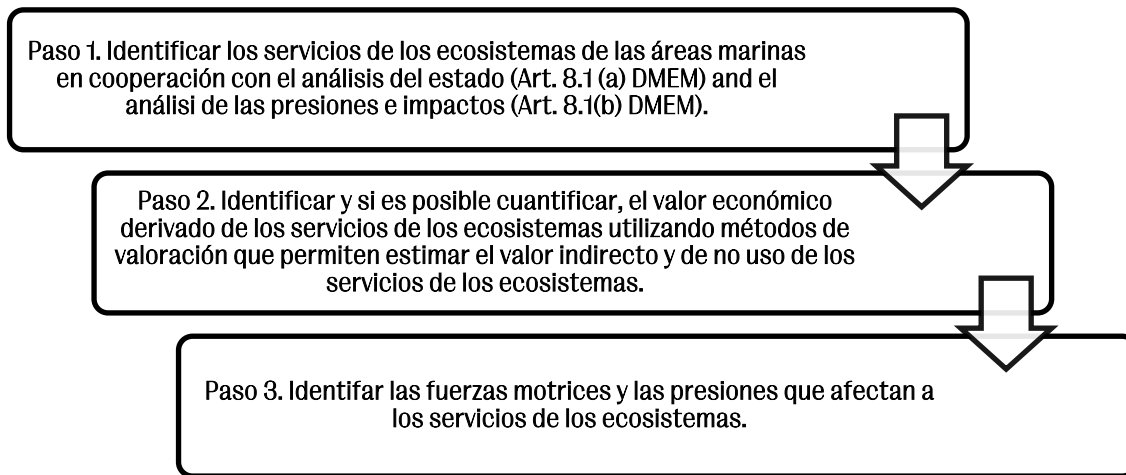 Paso 1. Identificar los servicios de los ecosistemas de las áreas marinas
en cooperación con el análisis del estado (Art. 8.1 (a) DMEM) and el
análisi de las presiones e impactos (Art. 8.1(b) DMEM).
Paso 2. Identificar y si es posible cuantificar, el valor económico
derivado de los servicios de los ecosistemas utilizando métodos de
valoración que permiten estimar el valor indirecto y de no uso de los
servicios de los ecosistemas.
Paso 3. Identifar las fuerzas motrices y las presiones que afectan a
los servicios de los ecosistemas.